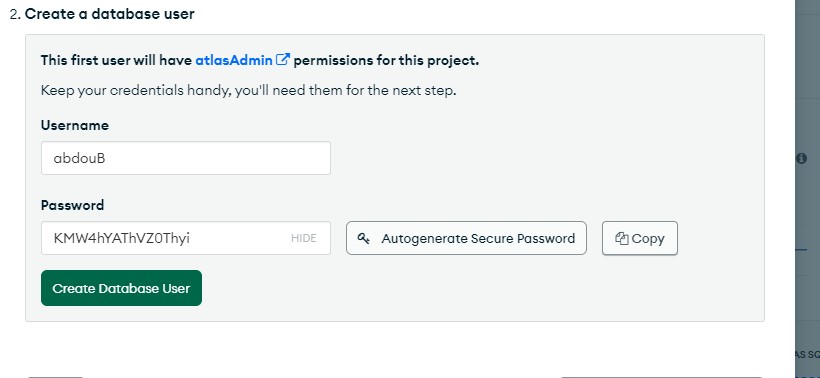 2. Create a database user
This first user will have atlasAdmin permissions for this project.
Keep your credentials handy, you'll need them for the next step.
Username
abdouB
Password
KMW4hYAThVZ0Thyi HIDE Autogenerate Secure Password Copy
Create Database User